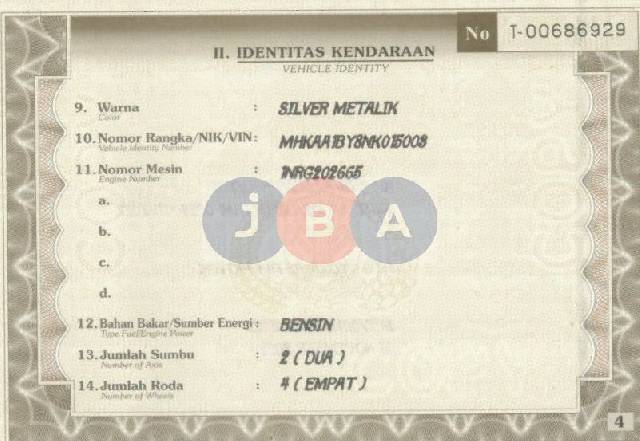 No T-00686929
II. IDENTITAS KENDARAAN
VEHICLE IDENTITY
9. Warna : SILVER METALIK
Color
10. Nomor Rangka/NIK/VIN: MHKAA1BY8NK015008
Vehicle Identity Number
11. Nomor Mesin : 1NRG202665
Engine Number
a.
JBA
b.
c.
d.
12. Bahan Bakar/Sumber Energi : BENSIN
Type Fuel/Engine Power
13. Jumlah Sumbu : 2 ( DUA )
Number of Axis
14. Jumlah Roda : 4 ( EMPAT )
Number of Wheels
4